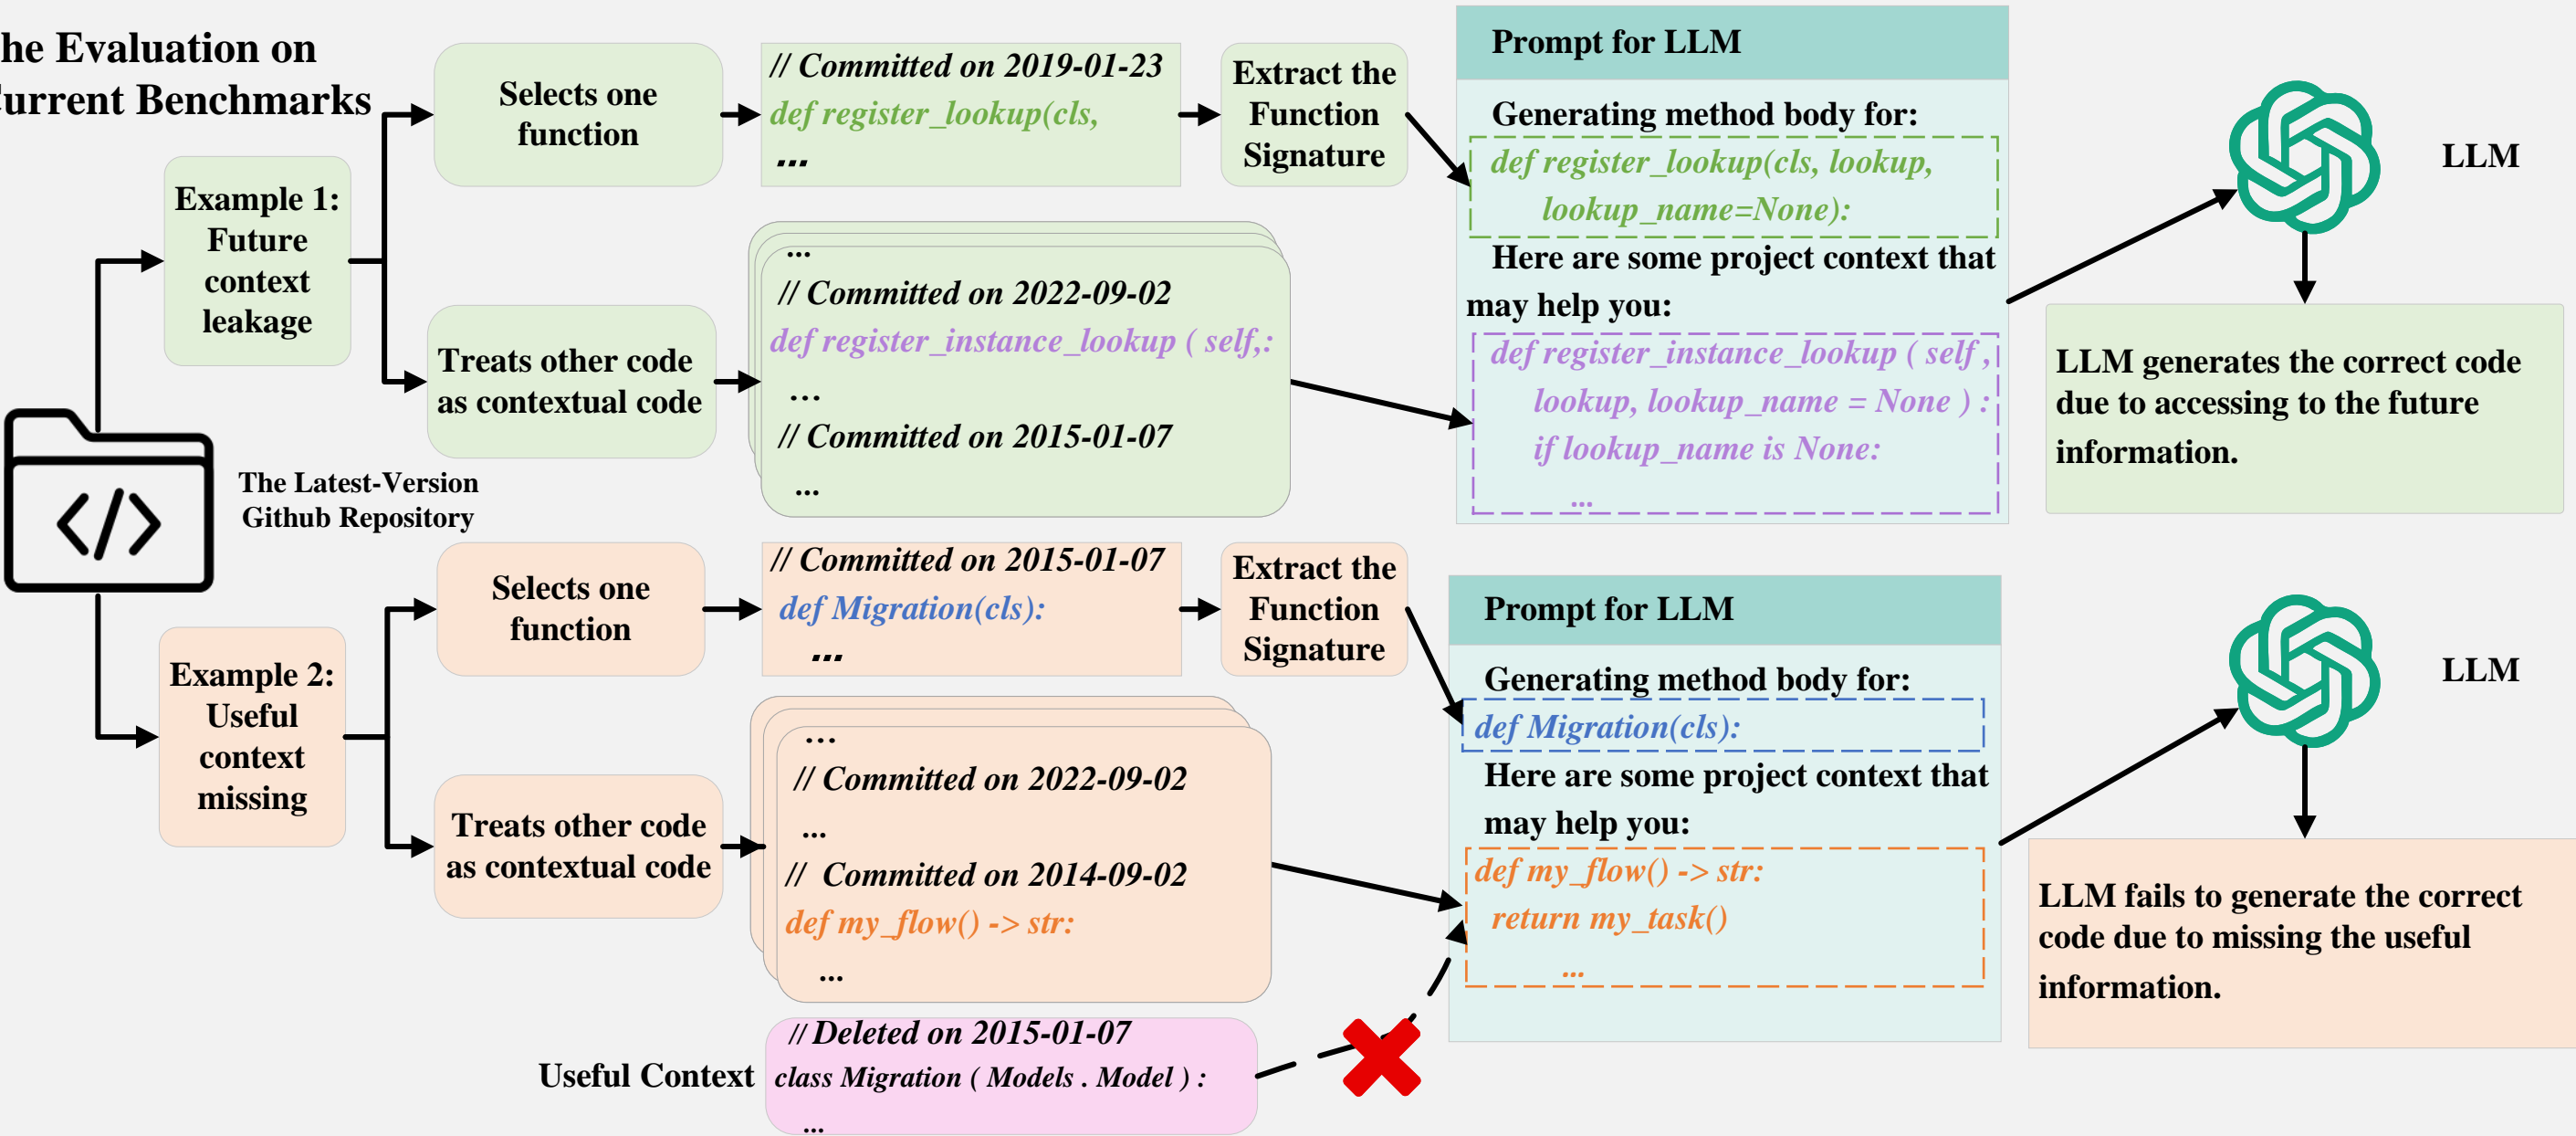 he Evaluation on
Current Benchmarks
Example 1:
Future
context
leakage
Selects one
function
// Committed on 2019-01-23
def register_lookup(cls,
...
Extract the
Function
Signature
Treats other code
as contextual code
...
// Committed on 2022-09-02
def register_instance_lookup ( self,:
...
// Committed on 2015-01-07
...
Prompt for LLM
Generating method body for:
def register_lookup(cls, lookup,
lookup_name=None):
Here are some project context that
may help you:
def register_instance_lookup ( self ,
lookup, lookup_name = None ) :
if lookup_name is None:
...
LLM
LLM generates the correct code
due to accessing to the future
information.
The Latest-Version
Github Repository
</>
Example 2:
Useful
context
missing
Selects one
function
// Committed on 2015-01-07
def Migration(cls):
...
Extract the
Function
Signature
Treats other code
as contextual code
...
// Committed on 2022-09-02
...
// Committed on 2014-09-02
def my_flow() -> str:
...
Useful Context
// Deleted on 2015-01-07
class Migration ( Models . Model ) :
...
Prompt for LLM
Generating method body for:
def Migration(cls):
Here are some project context that
may help you:
def my_flow() -> str:
return my_task()
...
LLM
LLM fails to generate the correct
code due to missing the useful
information.